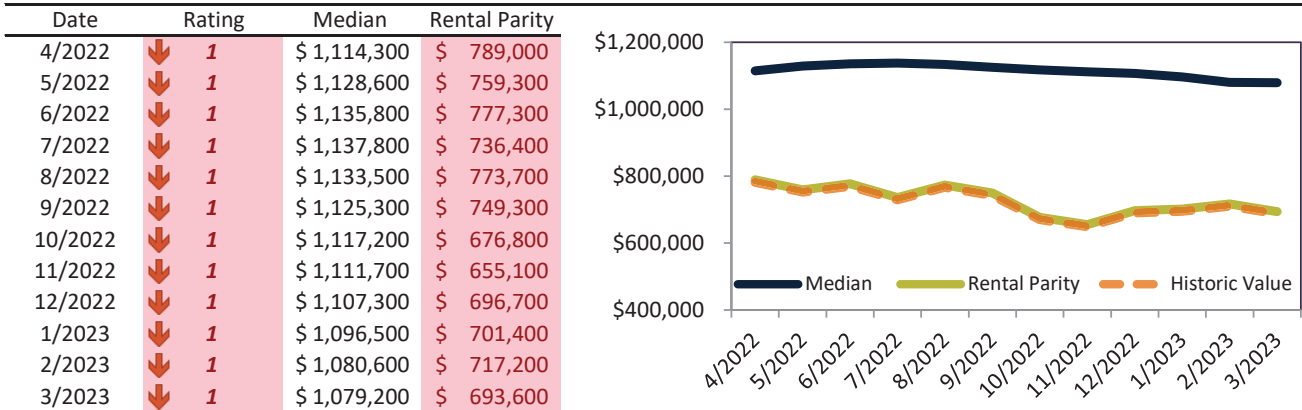 Date Rating Median Rental Parity
4/2022 1 $ 1,114,300 $ 789,000
5/2022 1 $ 1,128,600 $ 759,300
6/2022 1 $ 1,135,800 $ 777,300
7/2022 1 $ 1,137,800 $ 736,400
8/2022 1 $ 1,133,500 $ 773,700
9/2022 1 $ 1,125,300 $ 749,300
10/2022 1 $ 1,117,200 $ 676,800
11/2022 1 $ 1,111,700 $ 655,100
12/2022 1 $ 1,107,300 $ 696,700
1/2023 1 $ 1,096,500 $ 701,400
2/2023 1 $ 1,080,600 $ 717,200
3/2023 1 $ 1,079,200 $ 693,600
$1,200,000
$1,000,000
$800,000
$600,000
$400,000
Median Rental Parity Historic Value
4/2022 5/2022 6/2022 7/2022 8/2022 9/2022 10/2022 11/2022 12/2022 1/2023 2/2023 3/2023